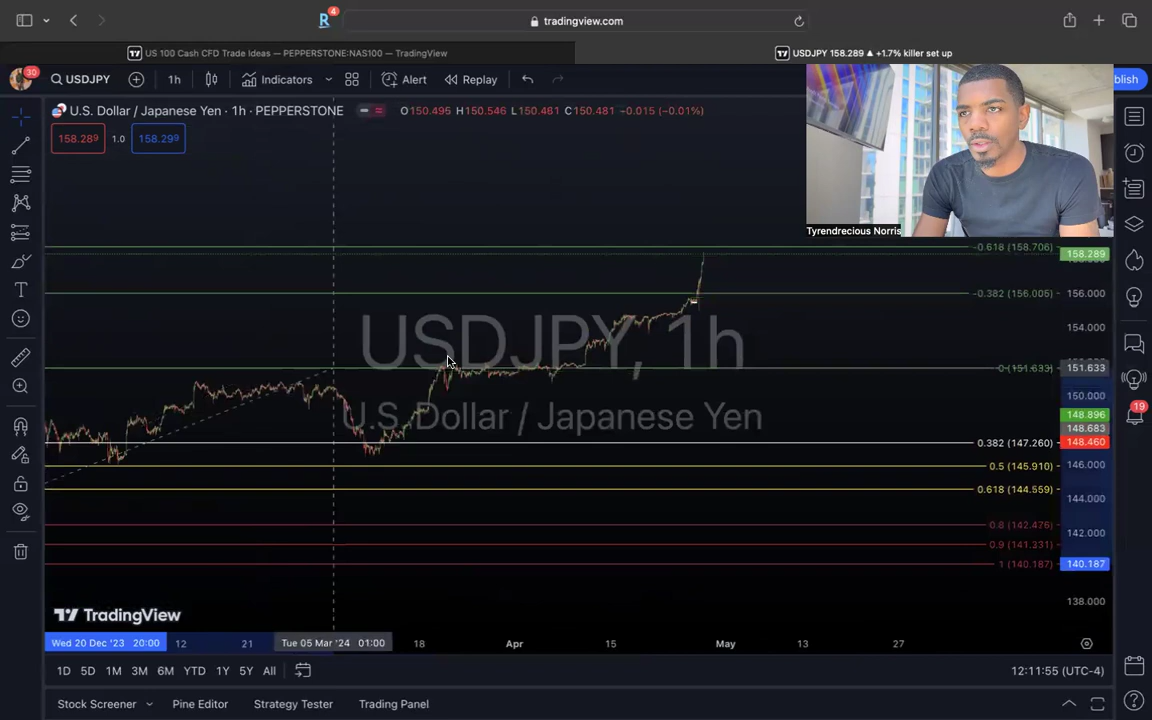 4
tradingview.com
US 100 Cash CFD Trade Ideas — PEPPERSTONE:NAS100 — TradingView
USDJPY 158.289 ▲ +1.7% killer set up
30
USDJPY
1h
Indicators
Alert
Replay
blish
U.S. Dollar / Japanese Yen · 1h · PEPPERSTONE
O150.495 H150.546 L150.461 C150.481 −0.015 (−0.01%)
158.289
1.0
158.299
Tyrendrecious Norris
-0.618 (158.706)
158.289
-0.382 (156.005)
156.000
154.000
USDJPY, 1h
U.S. Dollar / Japanese Yen
0 (151.633)
151.633
150.000
148.896
148.683
148.460
0.382 (147.260)
0.5 (145.910)
146.000
0.618 (144.559)
144.000
0.8 (142.476)
142.000
0.9 (141.331)
1 (140.187)
140.187
138.000
19
TradingView
Wed 20 Dec '23 20:00
12
21
Tue 05 Mar '24 01:00
18
Apr
15
May
13
27
1D 5D 1M 3M 6M YTD 1Y 5Y All
12:11:55 (UTC-4)
Stock Screener
Pine Editor
Strategy Tester
Trading Panel